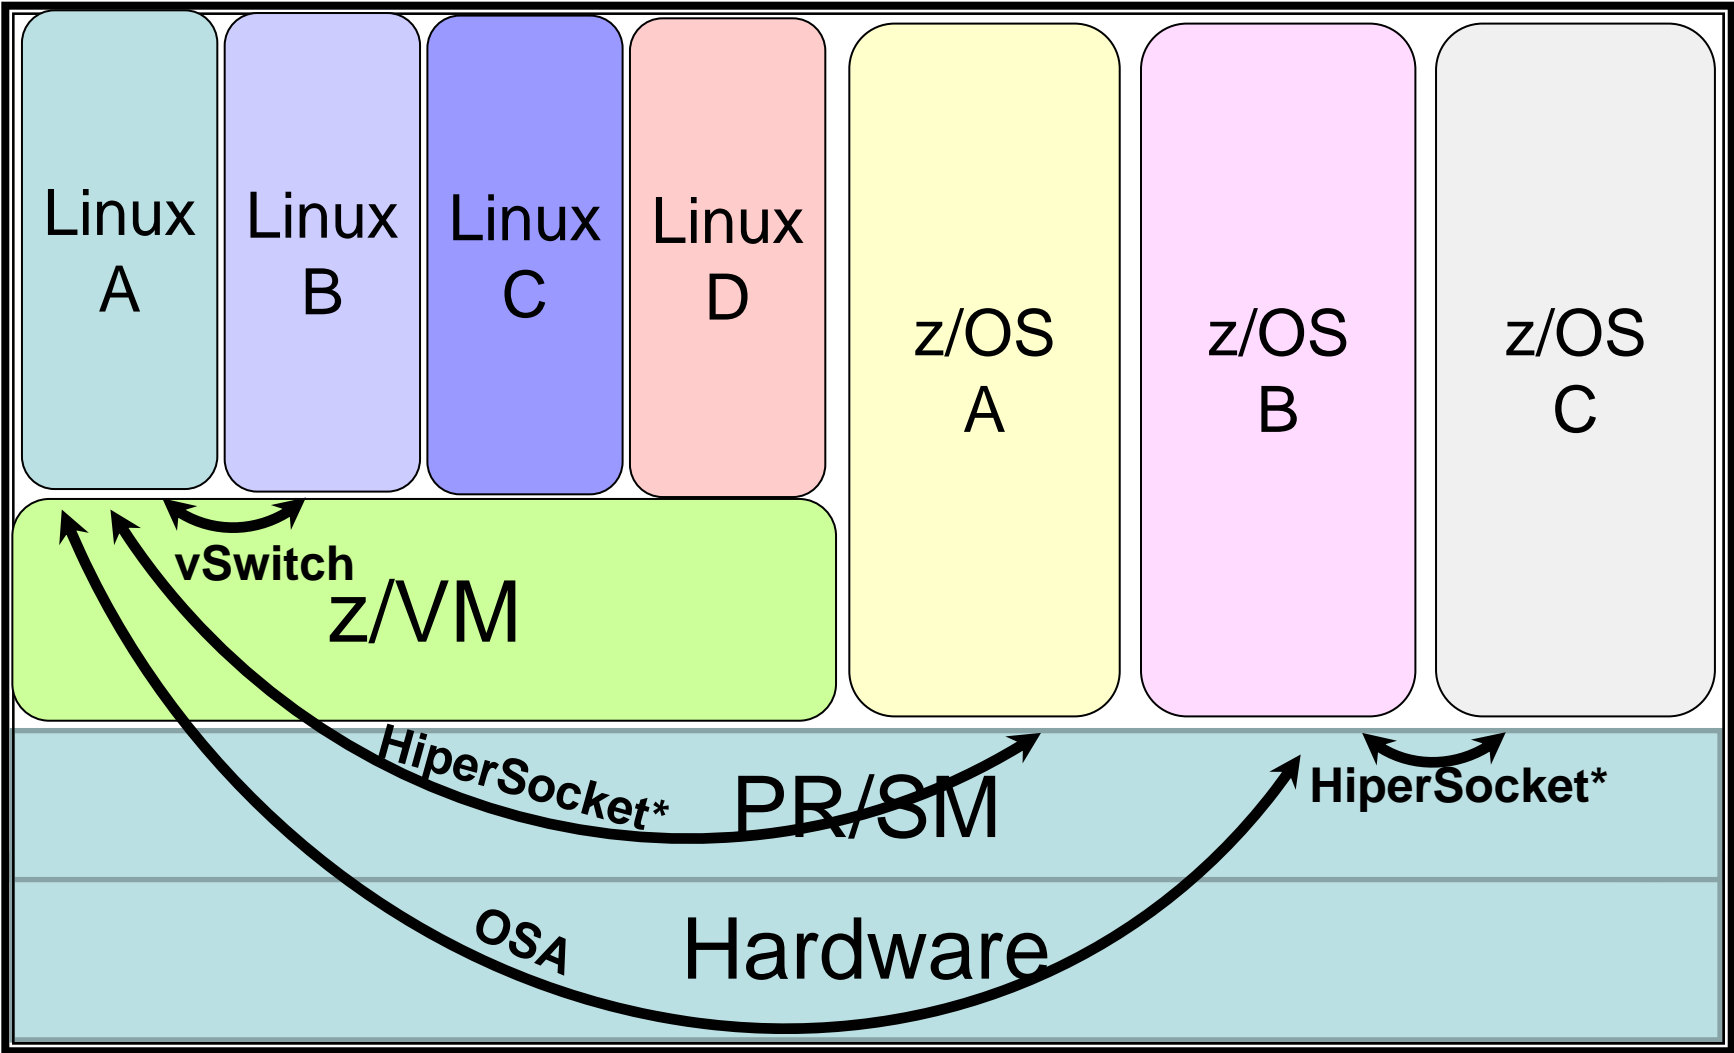 Linux
A
Linux
B
Linux
C
Linux
D
z/OS
A
z/OS
B
z/OS
C
vSwitch
z/VM
HiperSocket*
PR/SM
HiperSocket*
OSA
Hardware